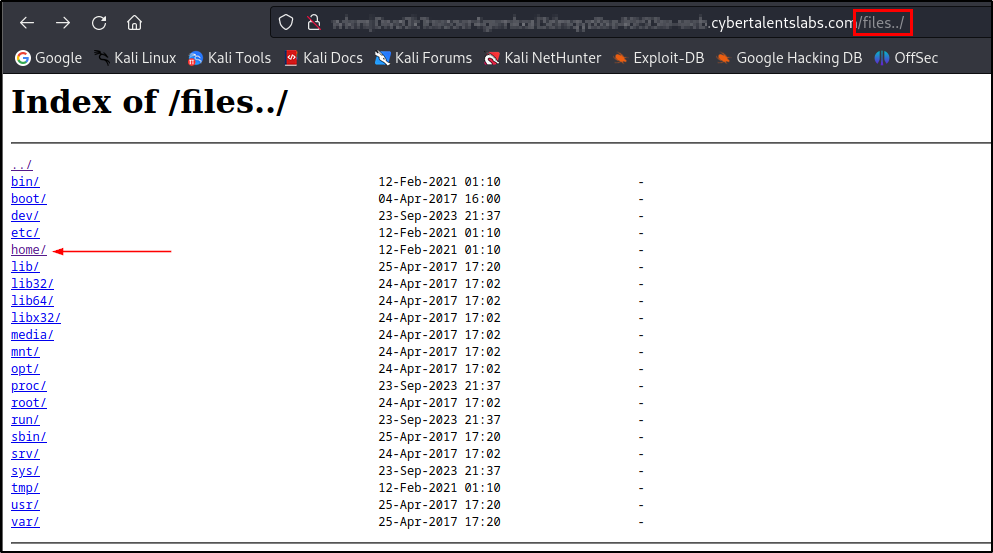 .cybertalentslabs.com/files../
Google Kali Linux Kali Tools Kali Docs Kali Forums Kali NetHunter Exploit-DB Google Hacking DB OffSec
Index of /files../
../
bin/ 12-Feb-2021 01:10 -
boot/ 04-Apr-2017 16:00 -
dev/ 23-Sep-2023 21:37 -
etc/ 12-Feb-2021 01:10 -
home/ 12-Feb-2021 01:10 -
lib/ 25-Apr-2017 17:20 -
lib32/ 24-Apr-2017 17:02 -
lib64/ 24-Apr-2017 17:02 -
libx32/ 24-Apr-2017 17:02 -
media/ 24-Apr-2017 17:02 -
mnt/ 24-Apr-2017 17:02 -
opt/ 24-Apr-2017 17:02 -
proc/ 23-Sep-2023 21:37 -
root/ 24-Apr-2017 17:02 -
run/ 23-Sep-2023 21:37 -
sbin/ 25-Apr-2017 17:20 -
srv/ 24-Apr-2017 17:02 -
sys/ 23-Sep-2023 21:37 -
tmp/ 12-Feb-2021 01:10 -
usr/ 25-Apr-2017 17:20 -
var/ 25-Apr-2017 17:20 -